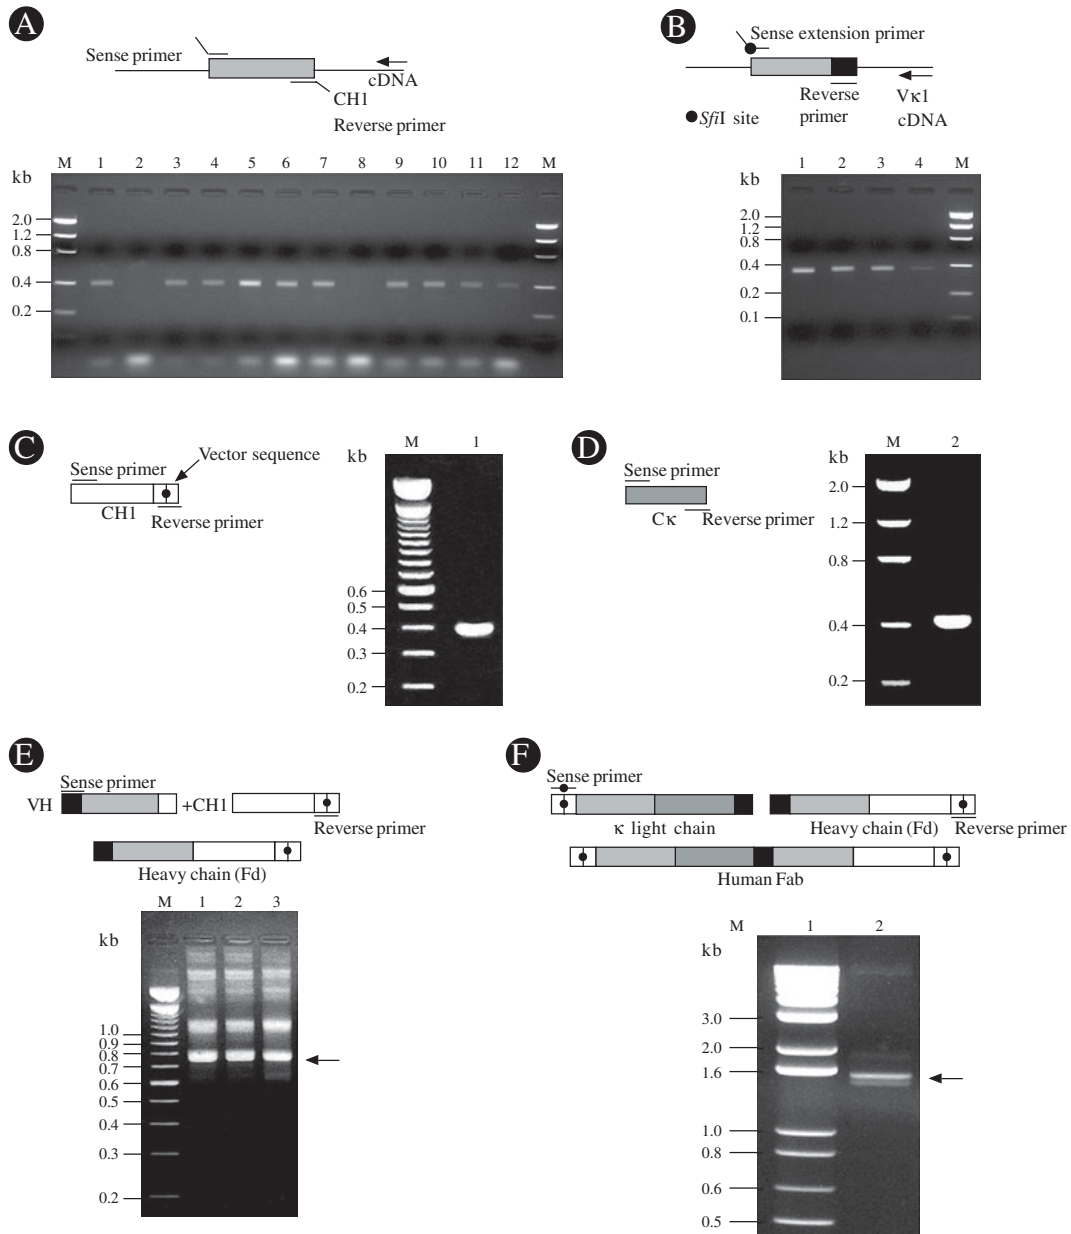 A
Sense primer
cDNA
CH1
Reverse primer
kb
M 1 2 3 4 5 6 7 8 9 10 11 12 M
2.0
1.2
0.8
0.4
0.2
B
Sense extension primer
Reverse primer
Vκ1 cDNA
SfiI site
kb
1 2 3 4 M
2.0
1.2
0.8
0.4
0.2
0.1
C
Sense primer
Vector sequence
CH1
Reverse primer
kb
M 1
0.6
0.5
0.4
0.3
0.2
D
Sense primer
Cκ
Reverse primer
kb
M 2
2.0
1.2
0.8
0.4
0.2
E
Sense primer
VH +CH1
Reverse primer
Heavy chain (Fd)
M 1 2 3
kb
1.0
0.9
0.8
0.7
0.6
0.5
0.4
0.3
0.2
F
Sense primer
κ light chain
Heavy chain (Fd)
Reverse primer
Human Fab
M 1 2
kb
3.0
2.0
1.6
1.0
0.8
0.6
0.5